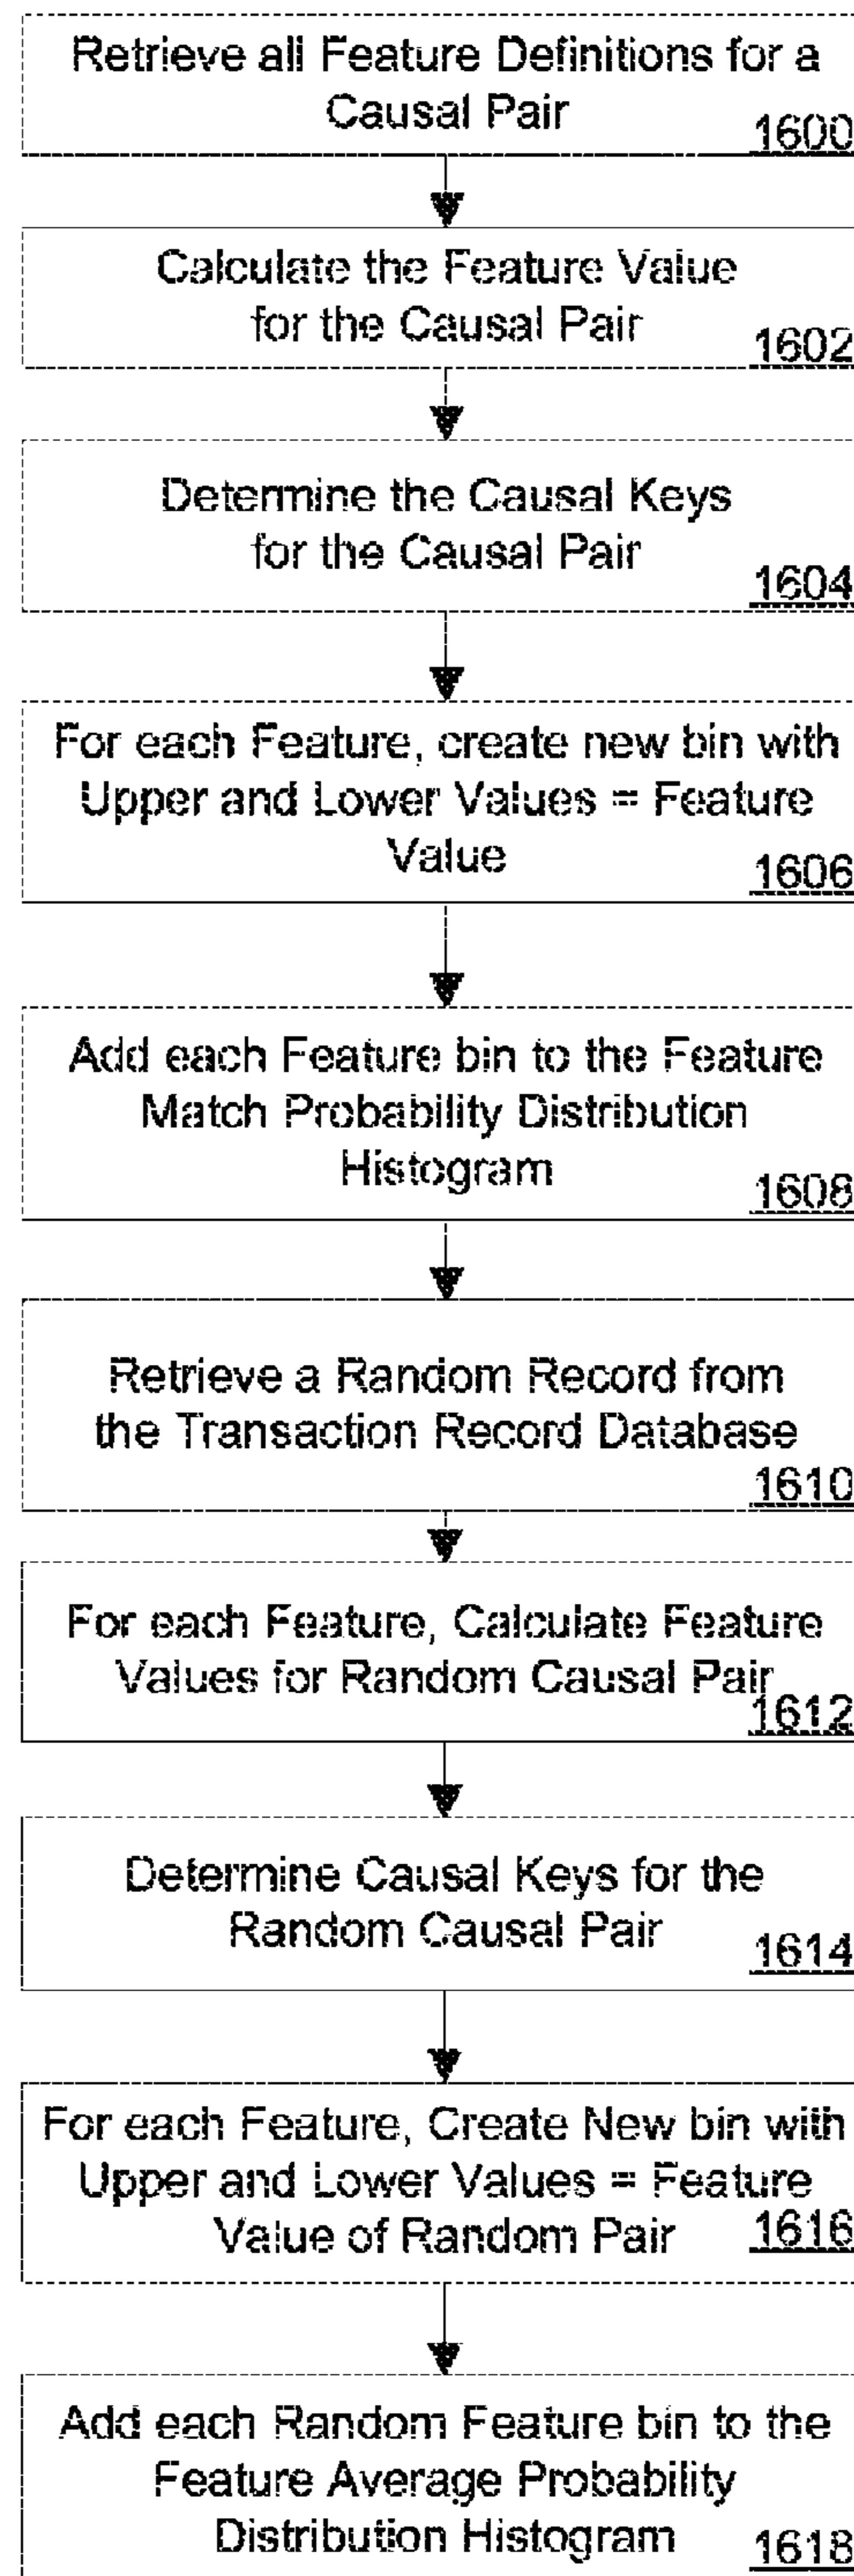 Retrieve all Feature Definitions for a
Causal Pair
1600
Calculate the Feature Value
for the Causal Pair
1602
Determine the Causal Keys
for the Causal Pair
1604
For each Feature, create new bin with
Upper and Lower Values = Feature
Value
1606
Add each Feature bin to the Feature
Match Probability Distribution
Histogram
1608
Retrieve a Random Record from
the Transaction Record Database
1610
For each Feature, Calculate Feature
Values for Random Causal Pair
1612
Determine Causal Keys for the
Random Causal Pair
1614
For each Feature, Create New bin with
Upper and Lower Values = Feature
Value of Random Pair
1616
Add each Random Feature bin to the
Feature Average Probability
Distribution Histogram
1618